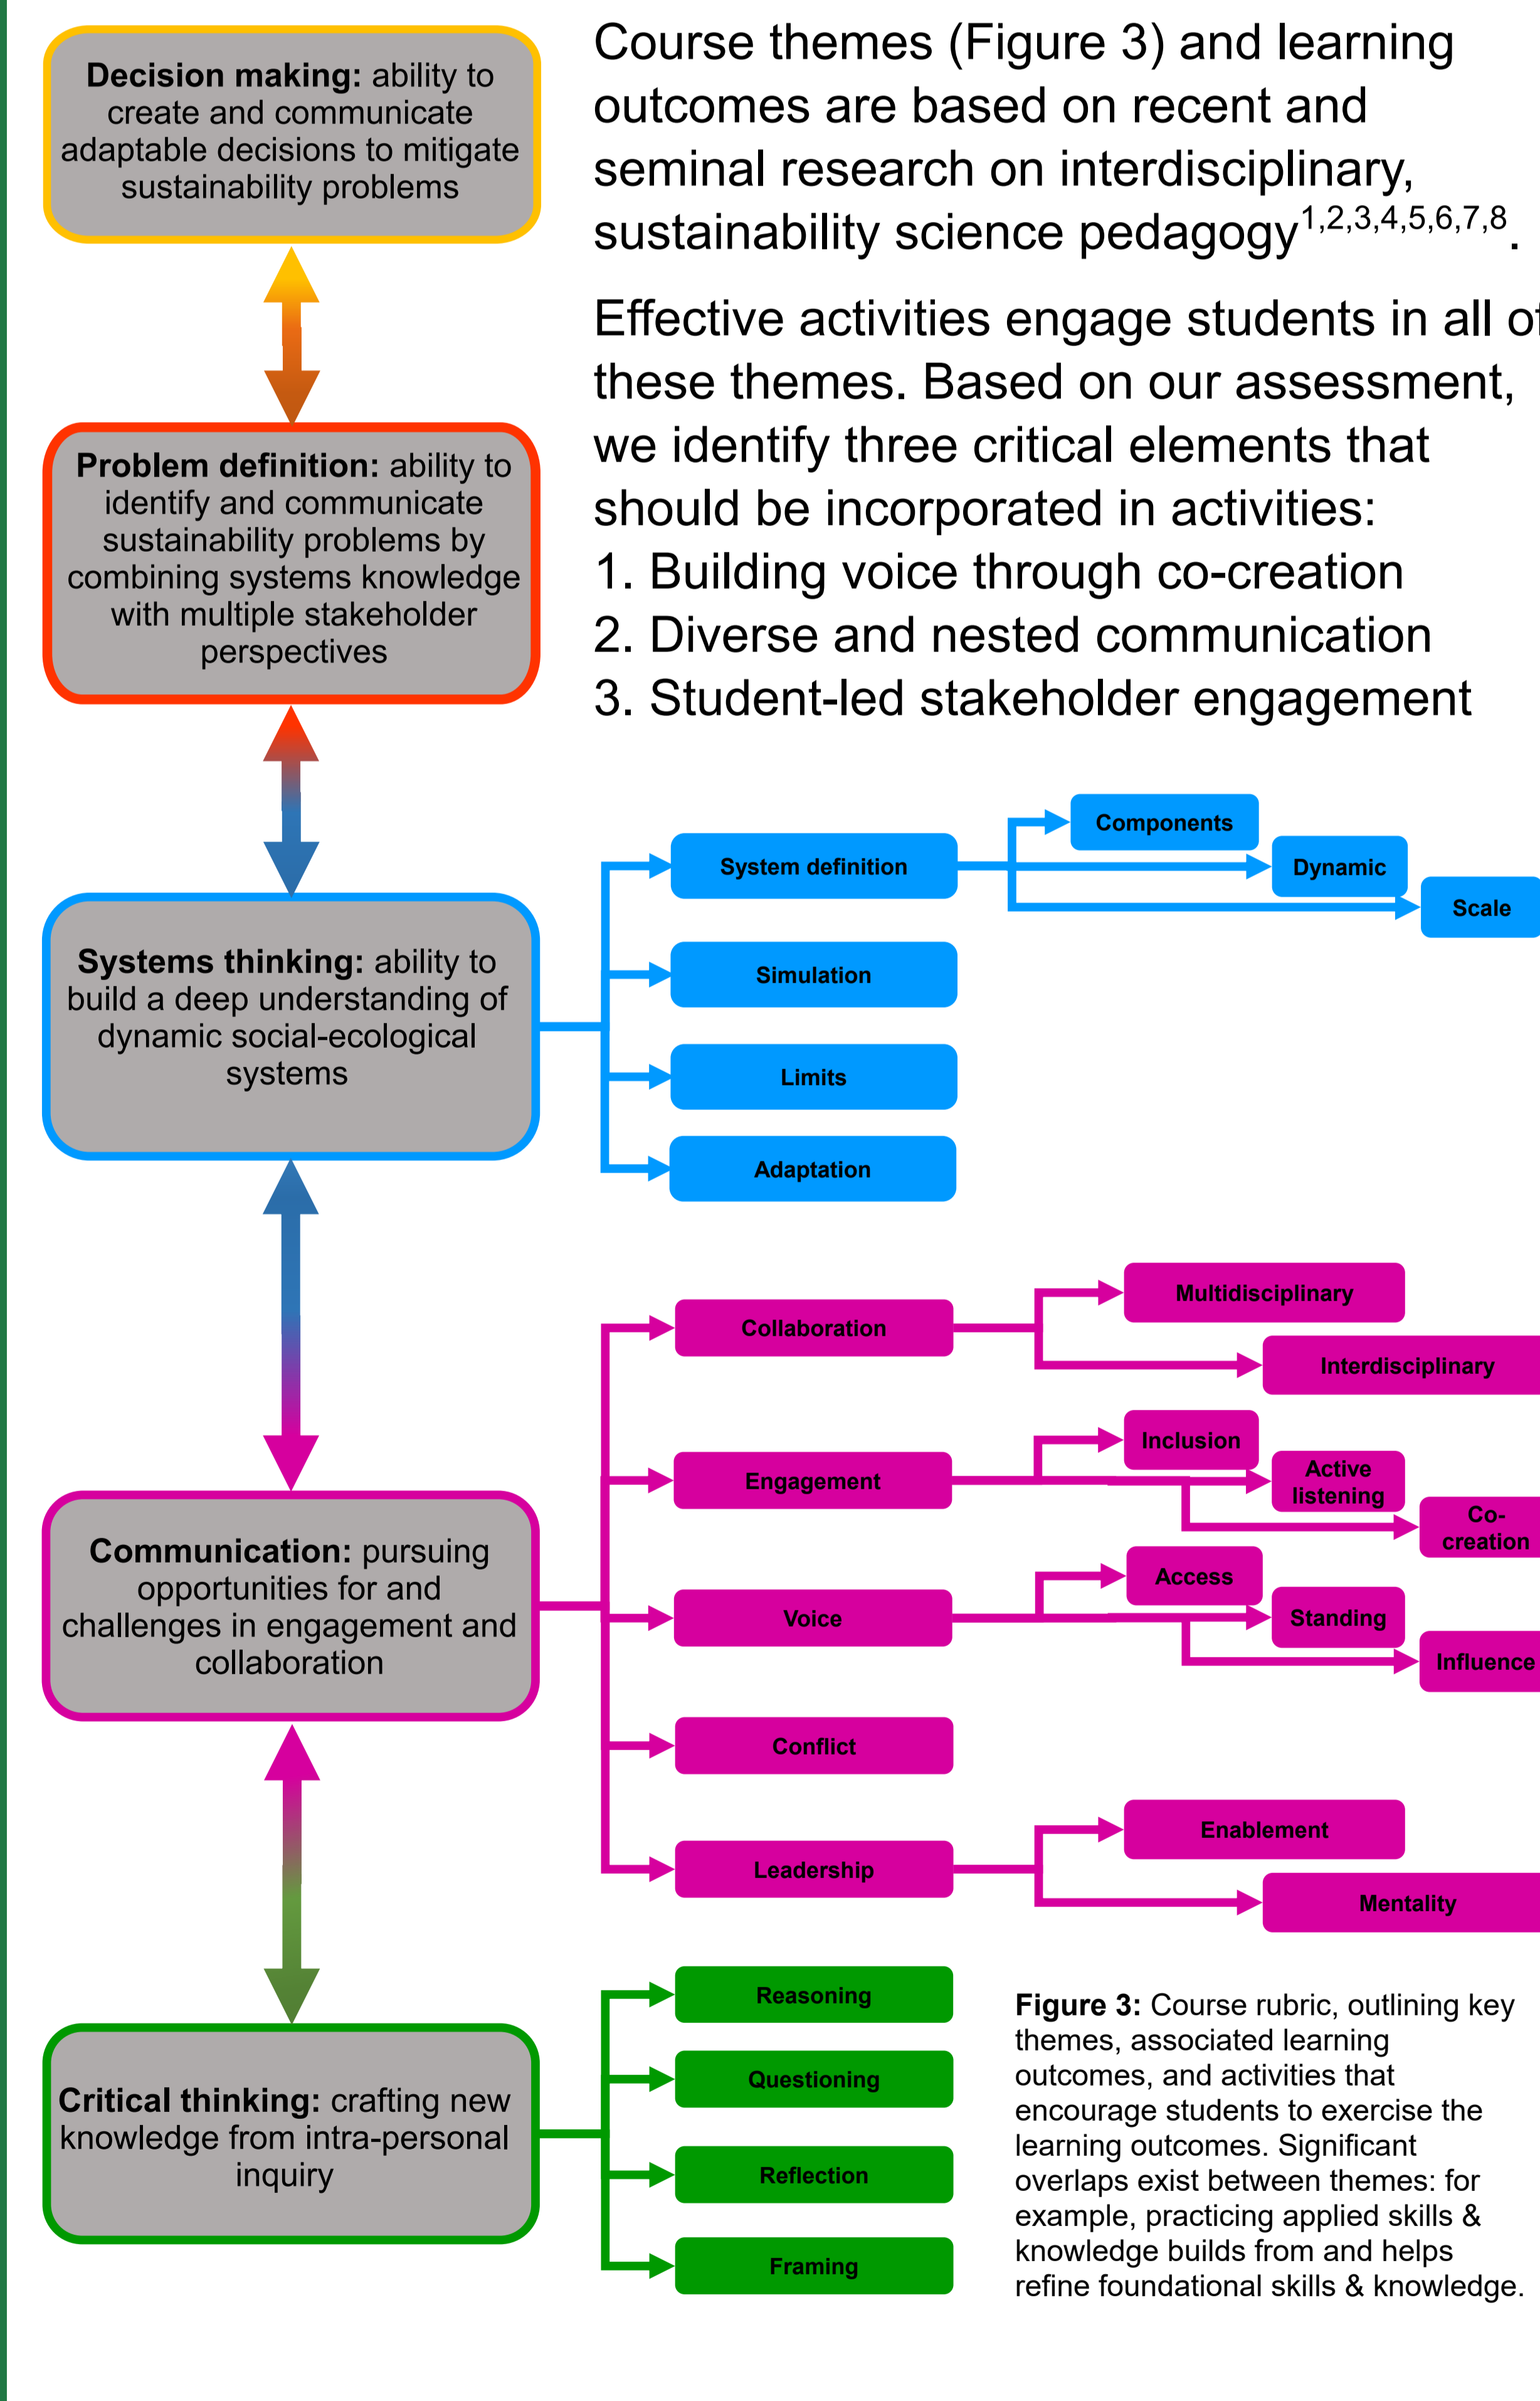 Decision making: ability to
create and communicate
adaptable decisions to mitigate
sustainability problems
Course themes (Figure 3) and learning
outcomes are based on recent and
seminal research on interdisciplinary,
sustainability science pedagogy1,2,3,4,5,6,7,8.
Effective activities engage students in all of
these themes. Based on our assessment,
we identify three critical elements that
should be incorporated in activities:
1. Building voice through co-creation
2. Diverse and nested communication
3. Student-led stakeholder engagement
Problem definition: ability to
identify and communicate
sustainability problems by
combining systems knowledge
with multiple stakeholder
perspectives
Systems thinking: ability to
build a deep understanding of
dynamic social-ecological
systems
System definition
Components
Dynamic
Scale
Simulation
Limits
Adaptation
Communication: pursuing
opportunities for and
challenges in engagement and
collaboration
Collaboration
Multidisciplinary
Interdisciplinary
Engagement
Inclusion
Active
listening
Co-
creation
Voice
Access
Standing
Influence
Conflict
Leadership
Enablement
Mentality
Critical thinking: crafting new
knowledge from intra-personal
inquiry
Reasoning
Questioning
Reflection
Framing
Figure 3: Course rubric, outlining key
themes, associated learning
outcomes, and activities that
encourage students to exercise the
learning outcomes. Significant
overlaps exist between themes: for
example, practicing applied skills &
knowledge builds from and helps
refine foundational skills & knowledge.